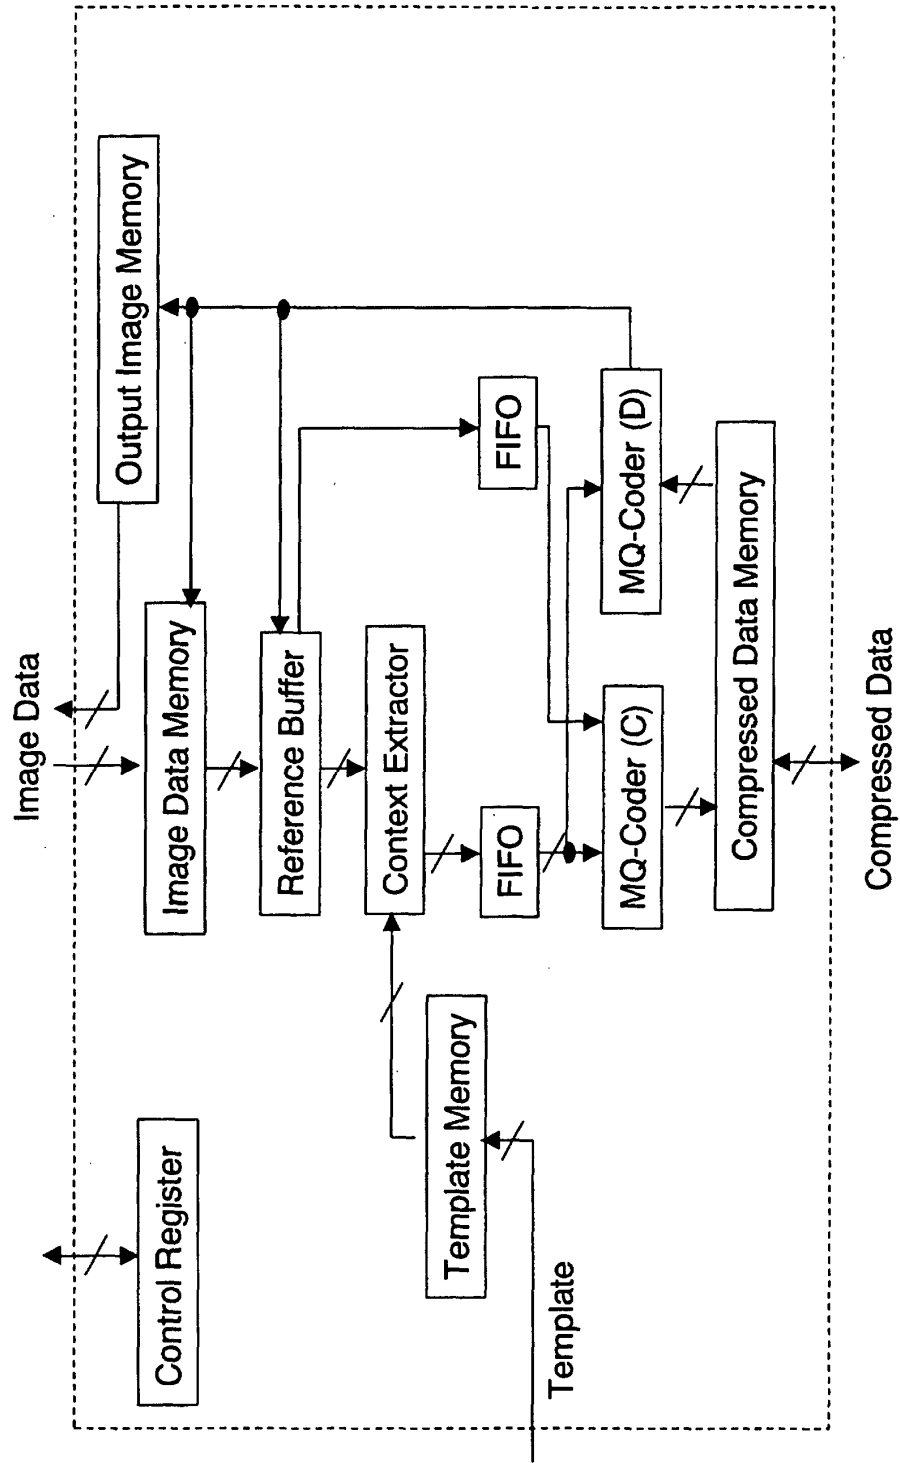 Image Data
Output Image Memory
Control Register
Image Data Memory
Reference Buffer
Context Extractor
Template Memory
Template
FIFO
FIFO
MQ-Coder (C)
MQ-Coder (D)
Compressed Data Memory
Compressed Data